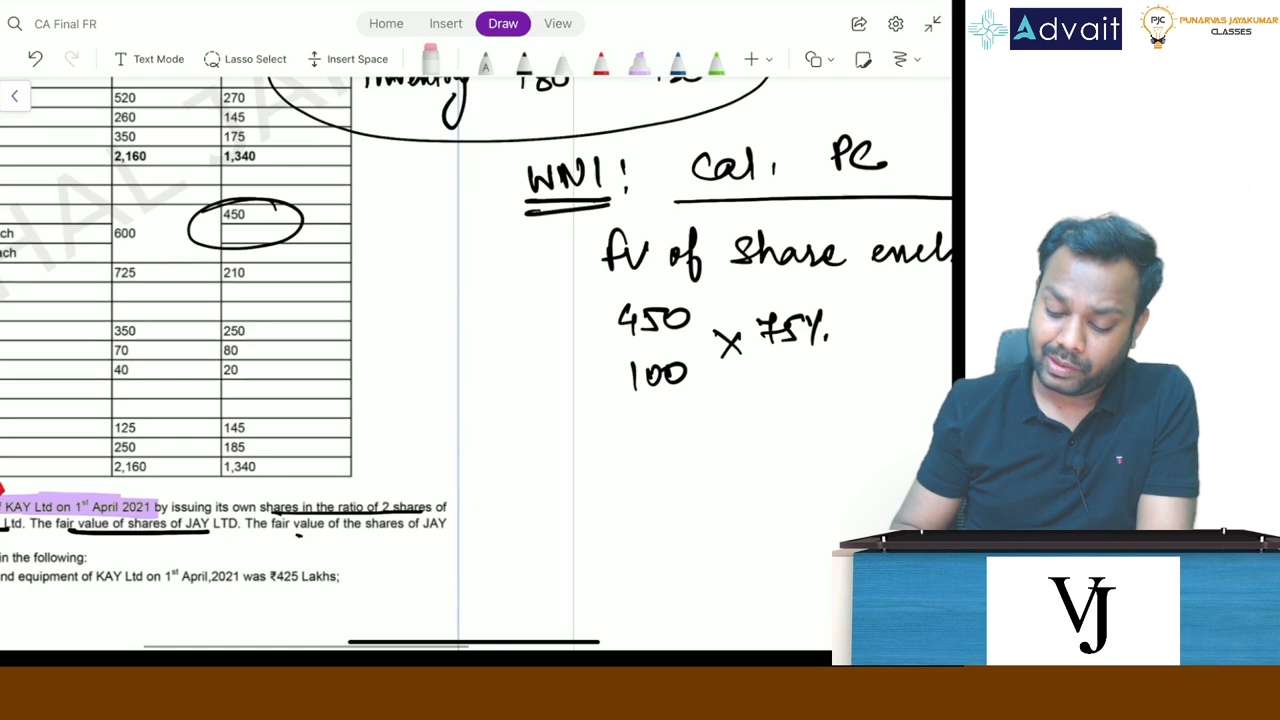 CA Final FR
Home Insert Draw View
Text Mode Lasso Select Insert Space
Advait
PJC
PUNARVAS JAYAKUMAR
CLASSES
Inventory 180
520 270
260 145
350 175
2,160 1,340
450
ch 600
ach
725 210
350 250
70 80
40 20
125 145
250 185
2,160 1,340
WN1: Cal. PC
FV of Share
450
100 × 75%
KAY Ltd on 1st April 2021 by issuing its own shares in the ratio of 2 shares of
Ltd. The fair value of shares of JAY LTD. The fair value of the shares of JAY
in the following:
nd equipment of KAY Ltd on 1st April,2021 was ₹425 Lakhs;
VJ